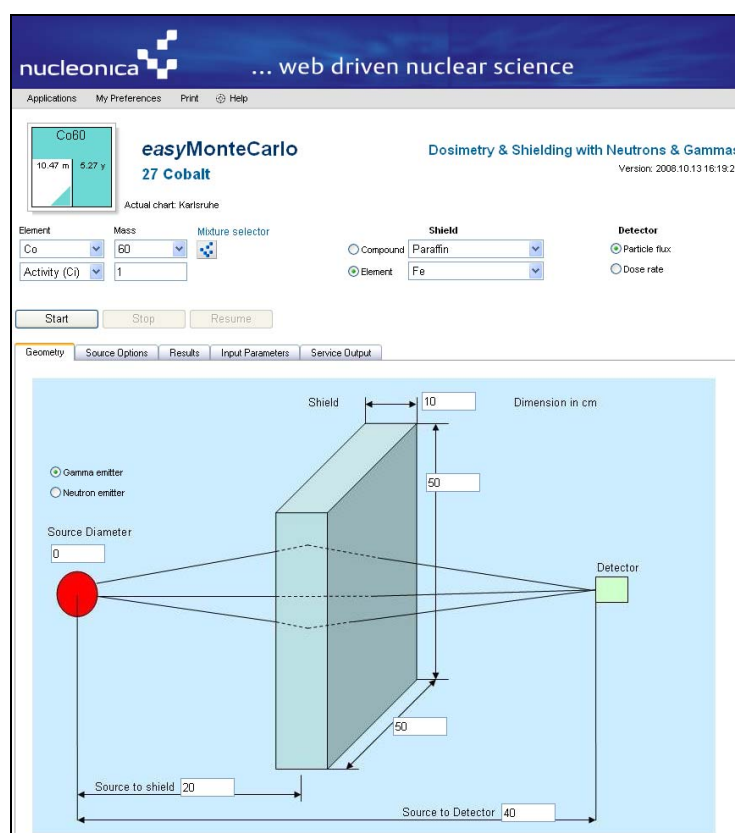 nucleonica ... web driven nuclear science
Applications My Preferences Print Help
Co60
10.47 m 5.27 y
easyMonteCarlo
27 Cobalt
Actual chart: Karlsruhe
Dosimetry & Shielding with Neutrons & Gammas
Version: 2008.10.13 16:19:2
Element Mass Mixture selector Shield Detector
Co 60 Compound Paraffin Particle flux
Activity (Ci) 1 Element Fe Dose rate
Start Stop Resume
Geometry Source Options Results Input Parameters Service Output
Shield 10 Dimension in cm
Gamma emitter
Neutron emitter
50
Source Diameter
0
Detector
50
Source to shield 20
Source to Detector 40